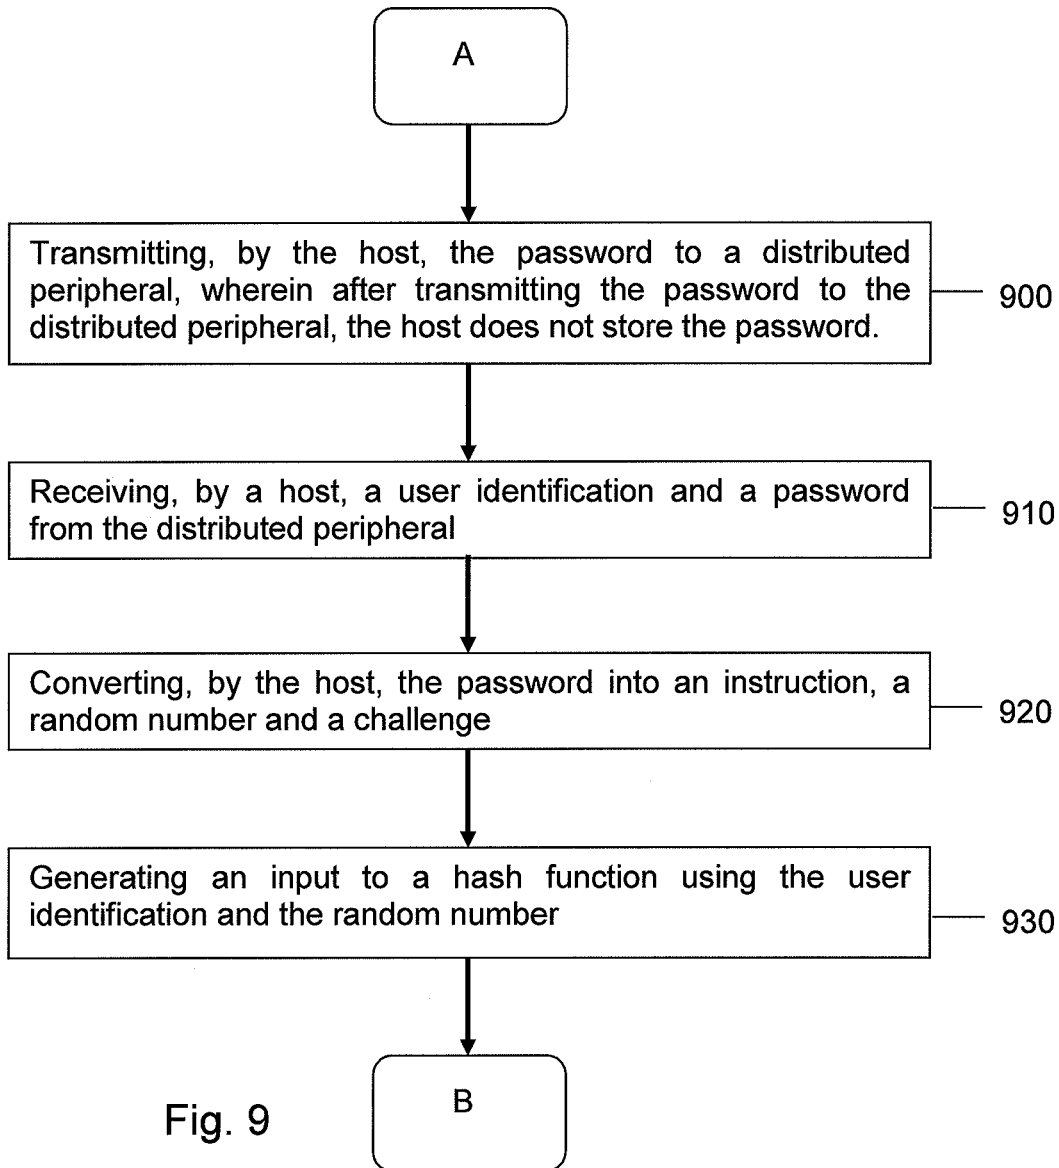 A
Transmitting, by the host, the password to a distributed
peripheral, wherein after transmitting the password to the
distributed peripheral, the host does not store the password.
900
Receiving, by a host, a user identification and a password
from the distributed peripheral
910
Converting, by the host, the password into an instruction, a
random number and a challenge
920
Generating an input to a hash function using the user
identification and the random number
930
B
Fig. 9